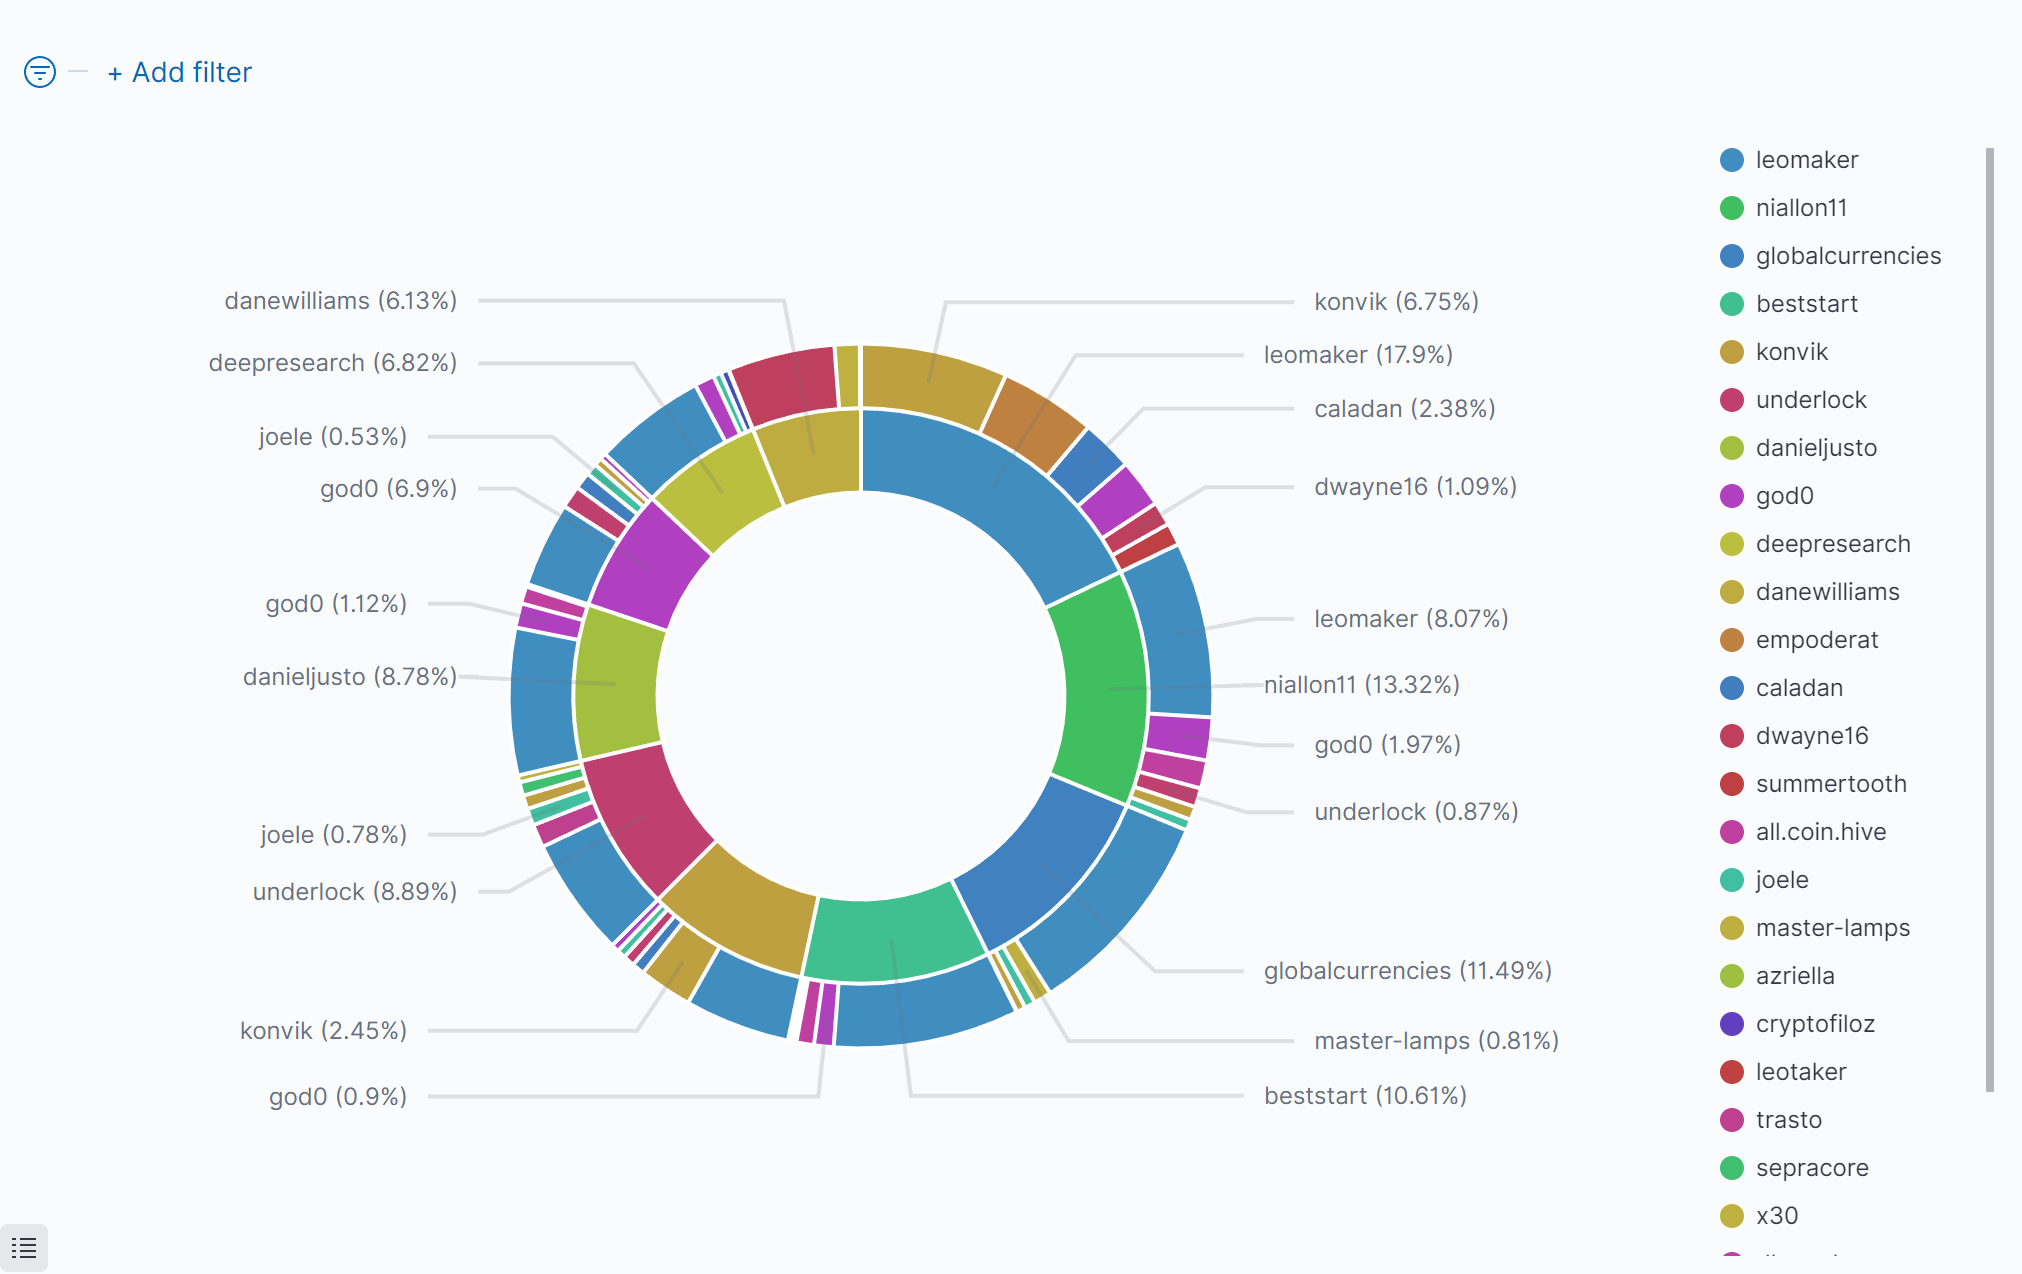 + Add filter
danewilliams (6.13%)
deepresearch (6.82%)
joele (0.53%)
god0 (6.9%)
god0 (1.12%)
danieljusto (8.78%)
joele (0.78%)
underlock (8.89%)
konvik (2.45%)
god0 (0.9%)
konvik (6.75%)
leomaker (17.9%)
caladan (2.38%)
dwayne16 (1.09%)
leomaker (8.07%)
niallon11 (13.32%)
god0 (1.97%)
underlock (0.87%)
globalcurrencies (11.49%)
master-lamps (0.81%)
beststart (10.61%)
leomaker
niallon11
globalcurrencies
beststart
konvik
underlock
danieljusto
god0
deepresearch
danewilliams
empoderat
caladan
dwayne16
summertooth
all.coin.hive
joele
master-lamps
azriella
cryptofiloz
leotaker
trasto
sepracore
x30